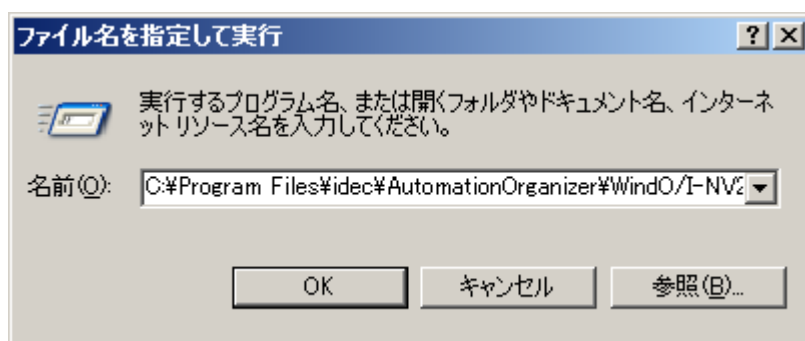 ファイル名を指定して実行
実行するプログラム名、または開くフォルダやドキュメント名、インターネ
ット リソース名を入力してください。
名前(O):
C:¥Program Files¥idec¥AutomationOrganizer¥WindO/I-NV2
OK
キャンセル
参照(B)...